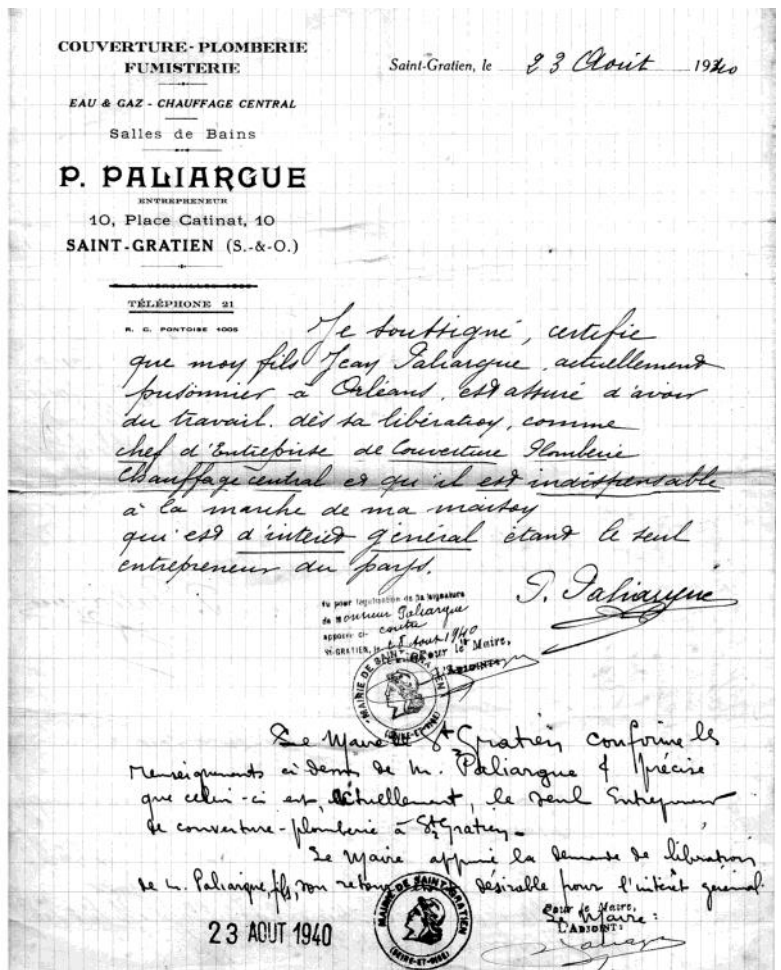 COUVERTURE - PLOMBERIE
FUMISTERIE
EAU & GAZ - CHAUFFAGE CENTRAL
Salles de Bains
P. PALIARGUE
ENTREPRENEUR
10, Place Catinat, 10
SAINT-GRATIEN (S.-&-O.)
TÉLÉPHONE 21
R. C. PONTOISE 1005
Saint-Gratien, le 23 Août 1940
Je soussigné, certifie
que mon fils Jean Paliargue, actuellement
prisonnier à Orléans, est assuré d'avoir
du travail. dès sa libération, comme
chef d'Entreprise de Couverture Plomberie
Chauffage central et qu'il est indispensable
à la marche de ma maison
qui est d'intérêt général étant le seul
entrepreneur du pays.
P. Paliargue
Vu pour légalisation de la signature
de Monsieur Paliargue
apposée ci- contre
St-GRATIEN, le Aout 1940
Pour le Maire,
L'ADJOINT:
MAIRIE DE SAINT-GRATIEN
(SEINE-ET-OISE)
Le Maire de St Gratien confirme les
renseignements ci dessus de M. Paliargue & précise
que celui-ci est, actuellement, le seul Entrepreneur
de couverture-plomberie à St Gratien.
Le Maire appuie la demande de libération
de M. Paliargue, fils, son retour désirable pour l'intérêt général.
MAIRIE DE SAINT-GRATIEN
(SEINE-ET-OISE)
23 AOUT 1940
Pour le Maire,
Le Maire:
L'ADJOINT: